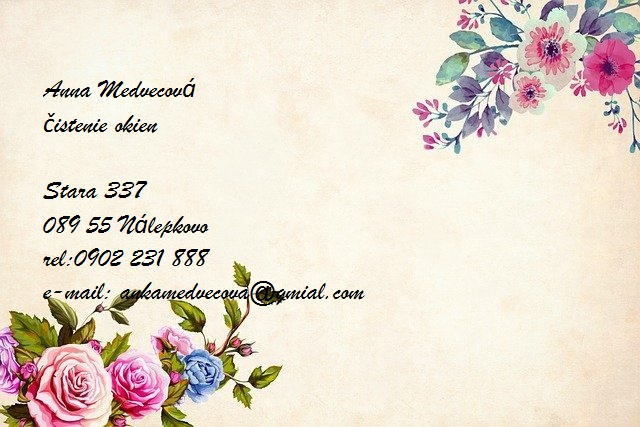 Anna Medvecová
čistenie okien
Stara 337
089 55 Nálepkovo
rel:0902 231 888
e-mail: ankamedvecova@gmial.com